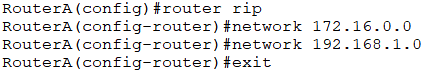 RouterA(config)#router rip
RouterA(config-router)#network 172.16.0.0
RouterA(config-router)#network 192.168.1.0
RouterA(config-router)#exit